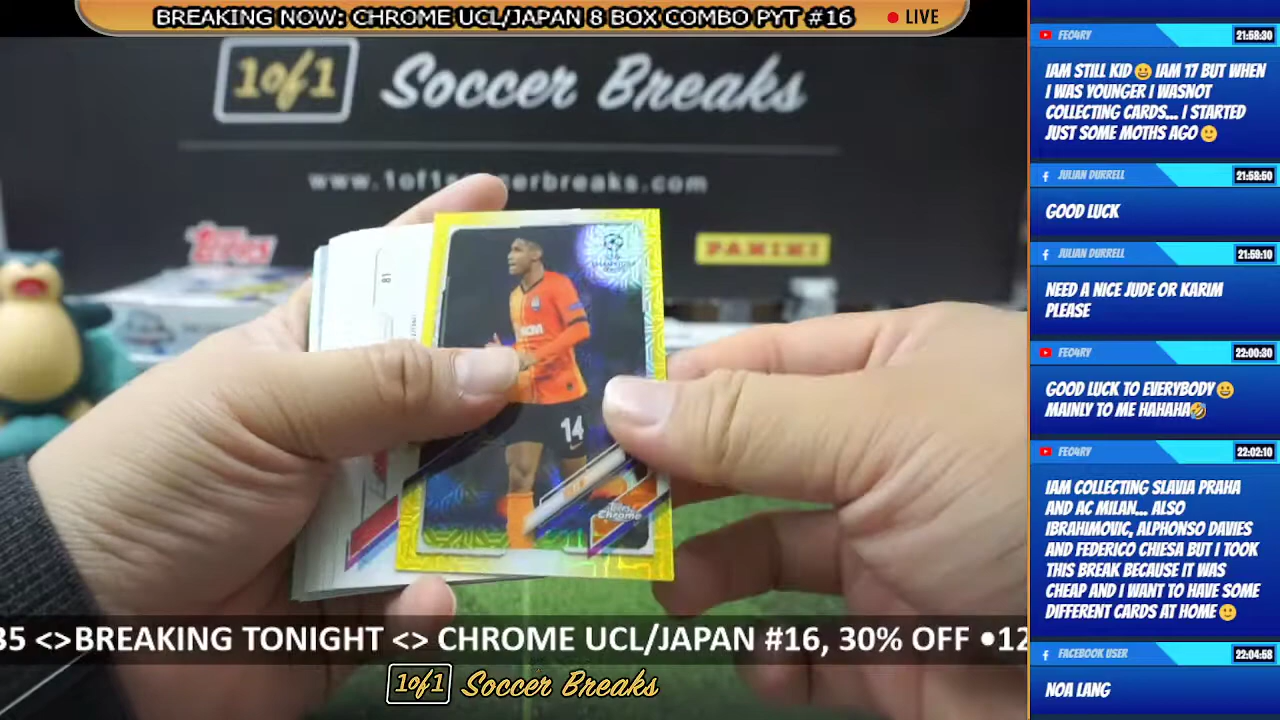 BREAKING NOW: CHROME UCL/JAPAN 8 BOX COMBO PYT #16
LIVE
1of1 Soccer Breaks
www.1of1soccerbreaks.com
Topps
PANINI
81
14
Topps
Chrome
35 <>BREAKING TONIGHT <> CHROME UCL/JAPAN #16, 30% OFF •12
1of1 Soccer Breaks
FEO4RY
21:58:30
IAM STILL KID😀 IAM 17 BUT WHEN
I WAS YOUNGER I WASNOT
COLLECTING CARDS... I STARTED
JUST SOME MOTHS AGO🙂
JULIAN DURRELL
21:58:50
GOOD LUCK
JULIAN DURRELL
21:59:10
NEED A NICE JUDE OR KARIM
PLEASE
FEO4RY
22:00:30
GOOD LUCK TO EVERYBODY😀
MAINLY TO ME HAHAHA🤣
FEO4RY
22:02:10
IAM COLLECTING SLAVIA PRAHA
AND AC MILAN... ALSO
IBRAHIMOVIC, ALPHONSO DAVIES
AND FEDERICO CHIESA BUT I TOOK
THIS BREAK BECAUSE IT WAS
CHEAP AND I WANT TO HAVE SOME
DIFFERENT CARDS AT HOME🙂
FACEBOOK USER
22:04:58
NOA LANG